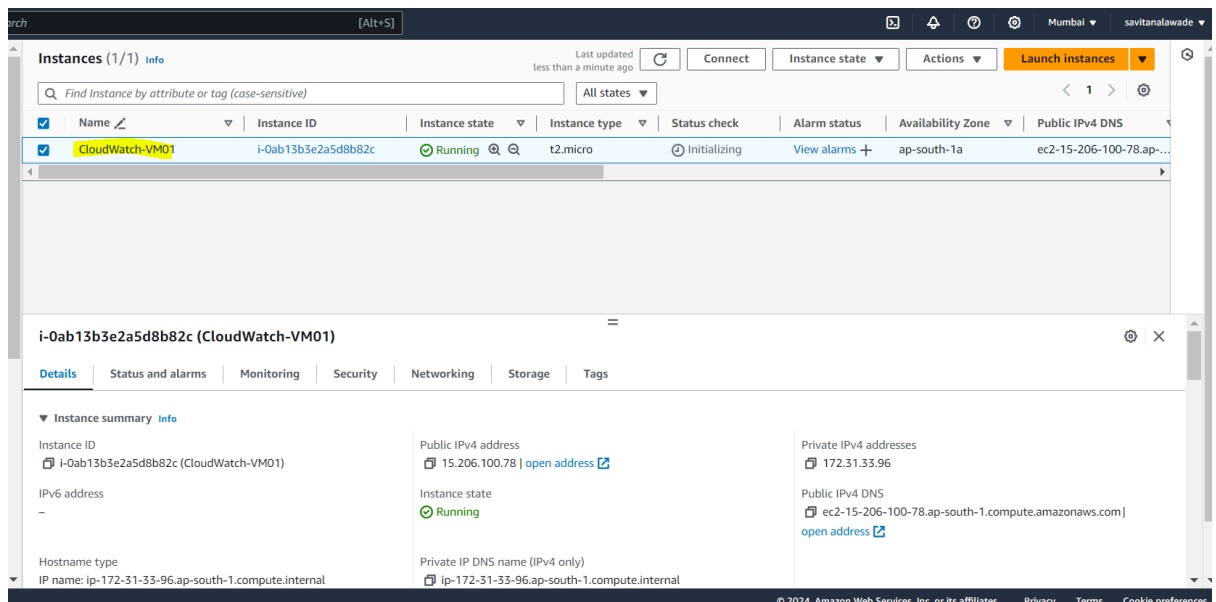 arch [Alt+S] Mumbai savitanalawade
Instances (1/1) Info Last updated less than a minute ago Connect Instance state Actions Launch instances
Find Instance by attribute or tag (case-sensitive) All states 1
Name Instance ID Instance state Instance type Status check Alarm status Availability Zone Public IPv4 DNS
CloudWatch-VM01 i-0ab13b3e2a5d8b82c Running t2.micro Initializing View alarms + ap-south-1a ec2-15-206-100-78.ap-...
i-0ab13b3e2a5d8b82c (CloudWatch-VM01)
Details Status and alarms Monitoring Security Networking Storage Tags
Instance summary Info
Instance ID Public IPv4 address Private IPv4 addresses
i-0ab13b3e2a5d8b82c (CloudWatch-VM01) 15.206.100.78 | open address 172.31.33.96
IPv6 address Instance state Public IPv4 DNS
– Running ec2-15-206-100-78.ap-south-1.compute.amazonaws.com |
open address
Hostname type Private IP DNS name (IPv4 only)
IP name: ip-172-31-33-96.ap-south-1.compute.internal ip-172-31-33-96.ap-south-1.compute.internal
© 2024, Amazon Web Services, Inc. or its affiliates. Privacy Terms Cookie preferences